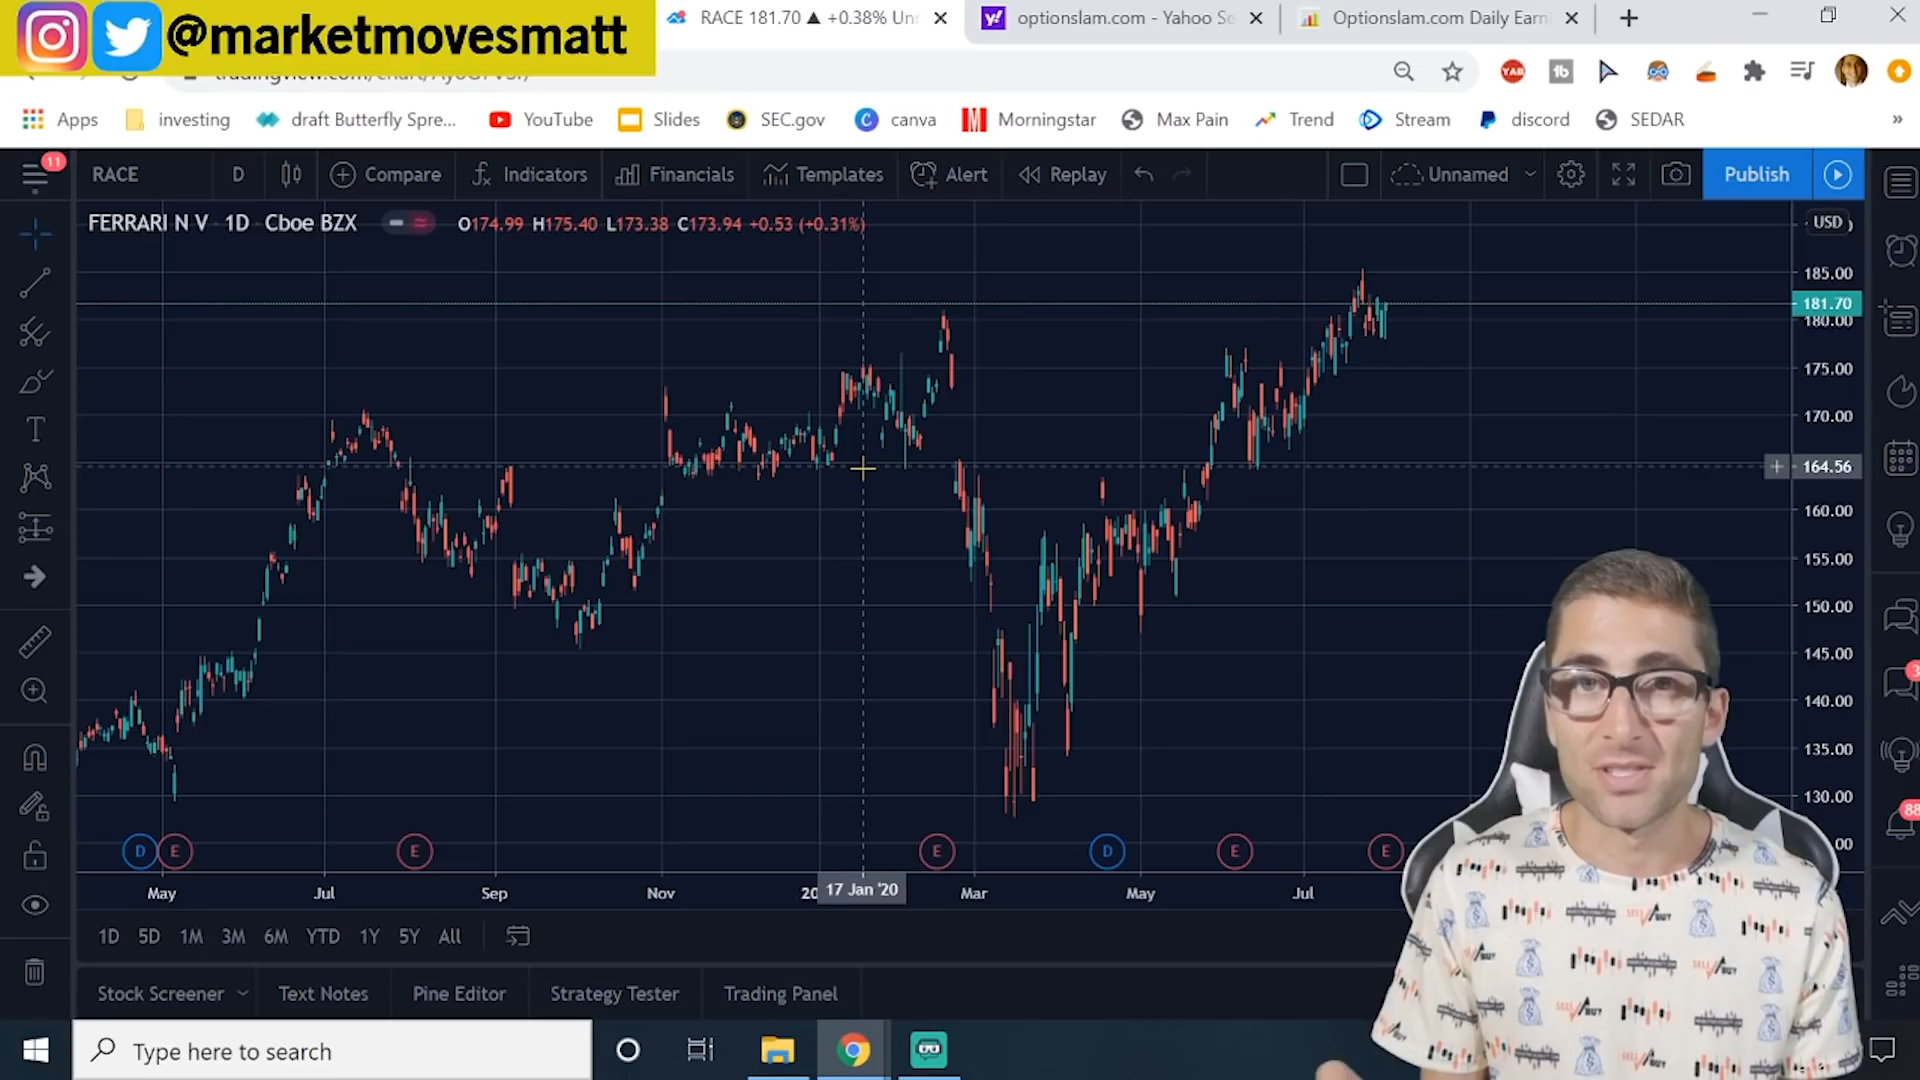 @marketmovesmatt
RACE 181.70 ▲ +0.38%
optionslam.com - Yahoo Se
Optionslam.com Daily Earn
Apps
investing
draft Butterfly Spre...
YouTube
Slides
SEC.gov
canva
Morningstar
Max Pain
Trend
Stream
discord
SEDAR
»
11
RACE
D
Compare
Indicators
Financials
Templates
Alert
Replay
Unnamed
Publish
FERRARI N V · 1D · Cboe BZX
O174.99 H175.40 L173.38 C173.94 +0.53 (+0.31%)
USD
185.00
181.70
180.00
175.00
170.00
164.56
160.00
155.00
150.00
145.00
140.00
135.00
130.00
D
E
E
E
D
E
E
May
Jul
Sep
Nov
17 Jan '20
Mar
May
Jul
1D 5D 1M 3M 6M YTD 1Y 5Y All
Stock Screener
Text Notes
Pine Editor
Strategy Tester
Trading Panel
Type here to search